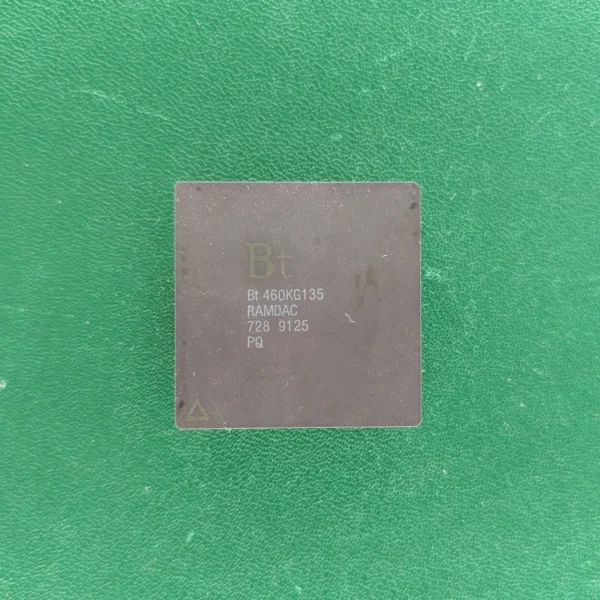 Bt
Bt 460KG135
RAMDAC
728 9125
PQ